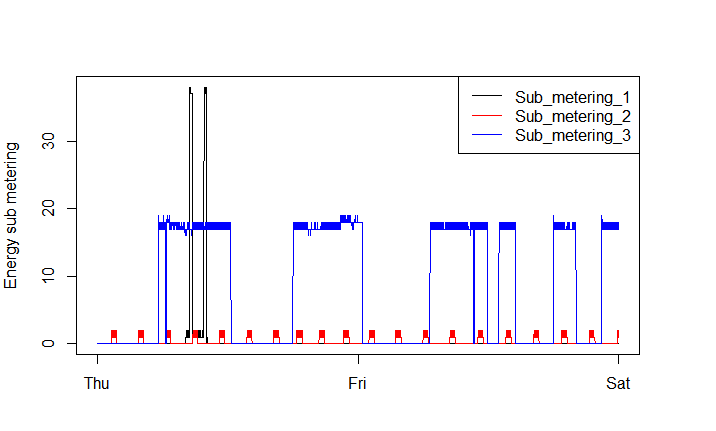 Sub_metering_1
Sub_metering_2
Sub_metering_3
Energy sub metering
30
20
10
0
Thu
Fri
Sat